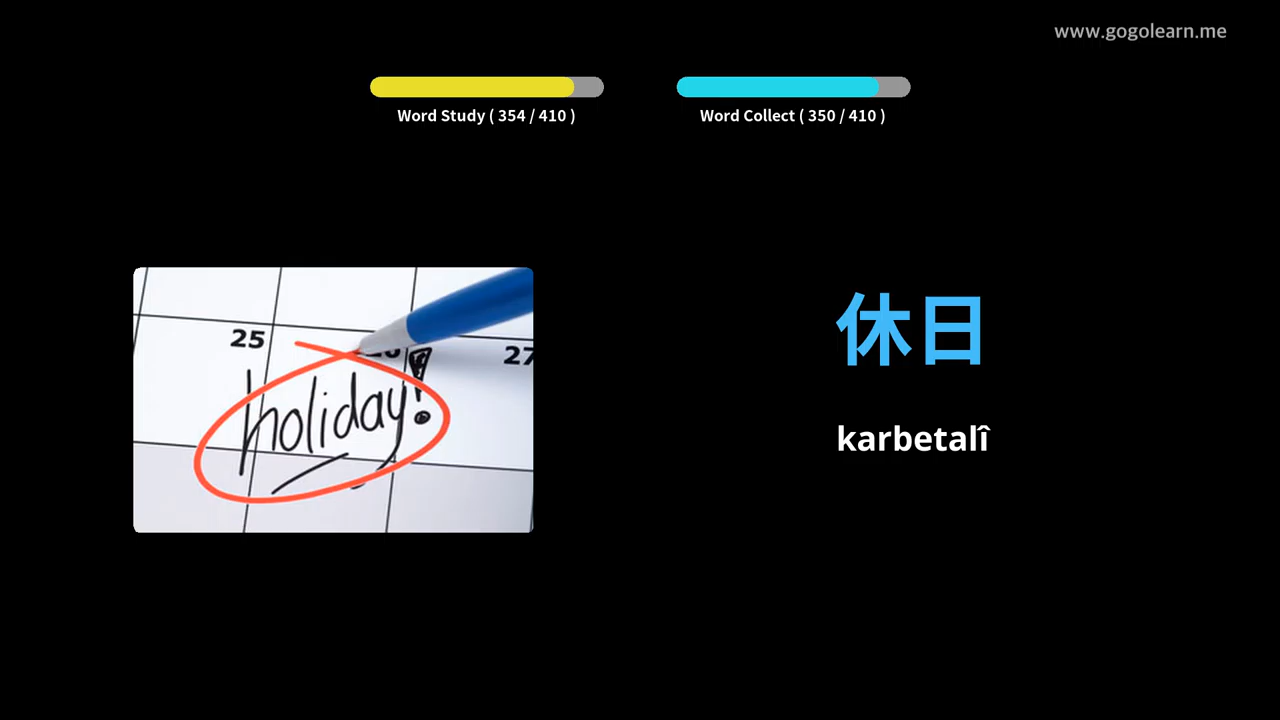 www.gogolearn.me
Word Study ( 354 / 410 )
Word Collect ( 350 / 410 )
25
27
holiday!
休日
karbetalî